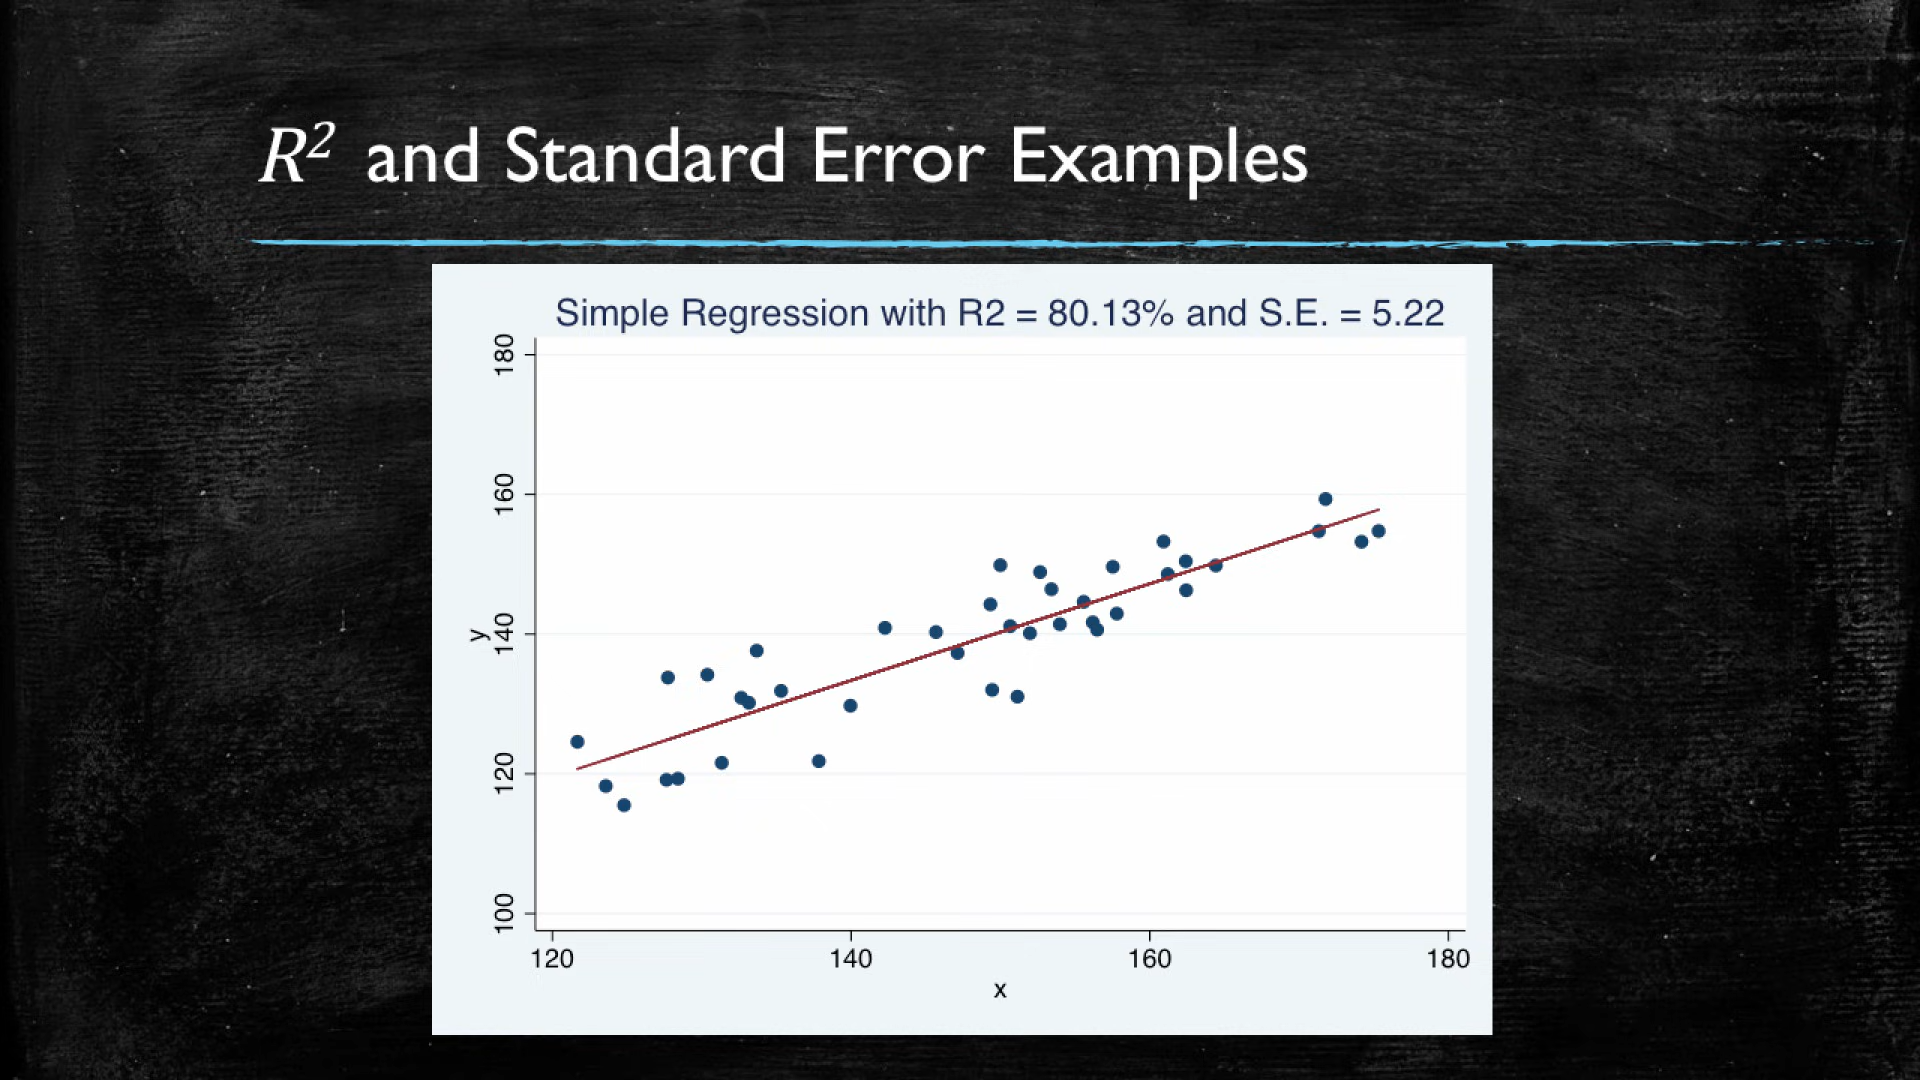 R² and Standard Error Examples
Simple Regression with R2 = 80.13% and S.E. = 5.22
180
160
140
120
100
y
120 140 160 180
x